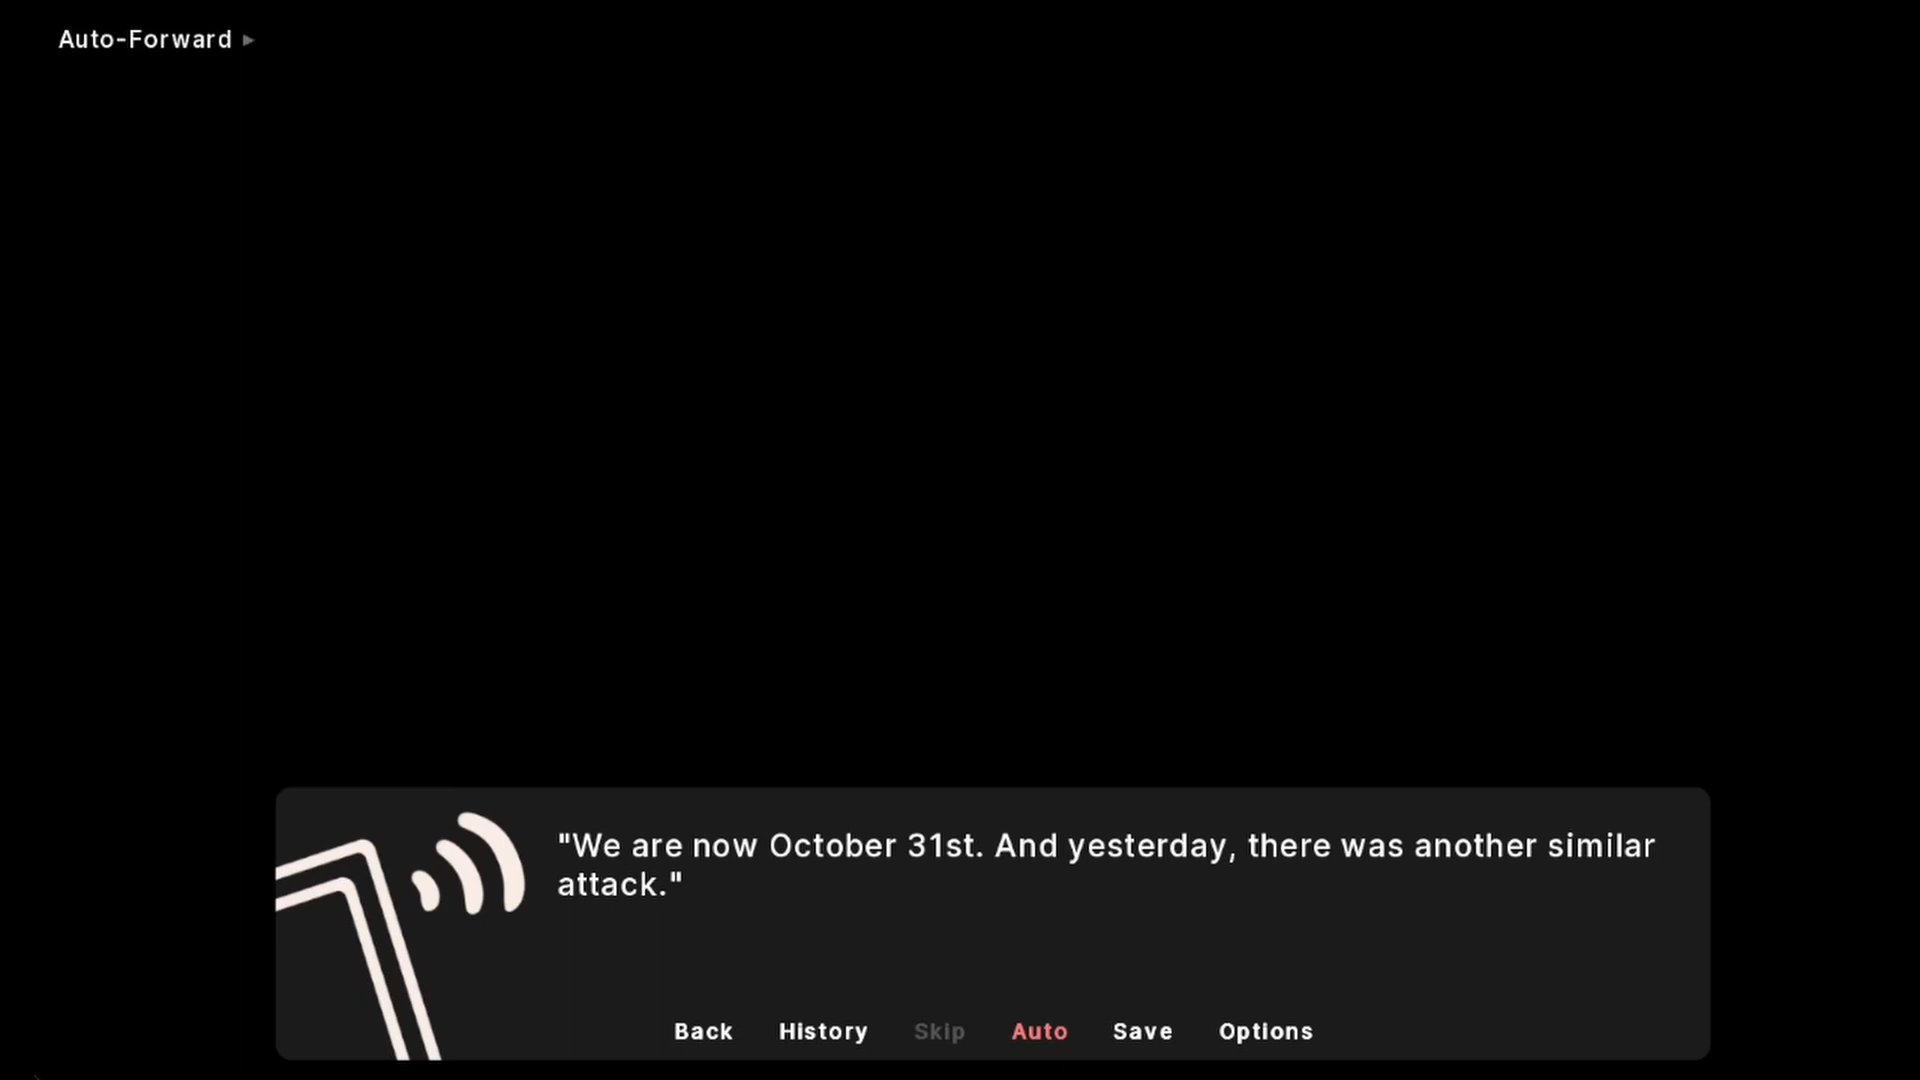 Auto-Forward ▸
"We are now October 31st. And yesterday, there was another similar
attack."
Back History Skip Auto Save Options